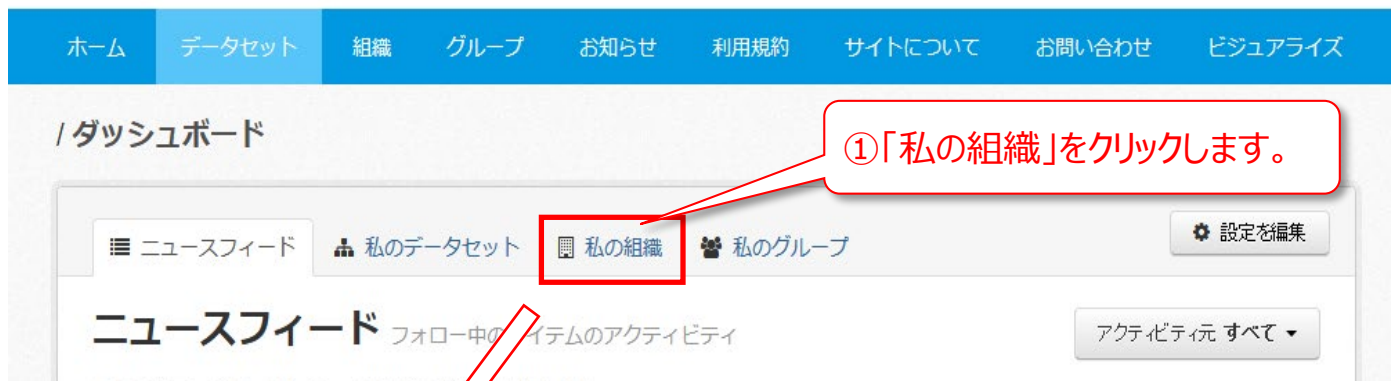 ホーム データセット 組織 グループ お知らせ 利用規約 サイトについて お問い合わせ ビジュアライズ
/ ダッシュボード
①「私の組織」をクリックします。
ニュースフィード 私のデータセット 私の組織 私のグループ 設定を編集
ニュースフィード フォロー中の イテムのアクティビティ アクティビティ元 すべて